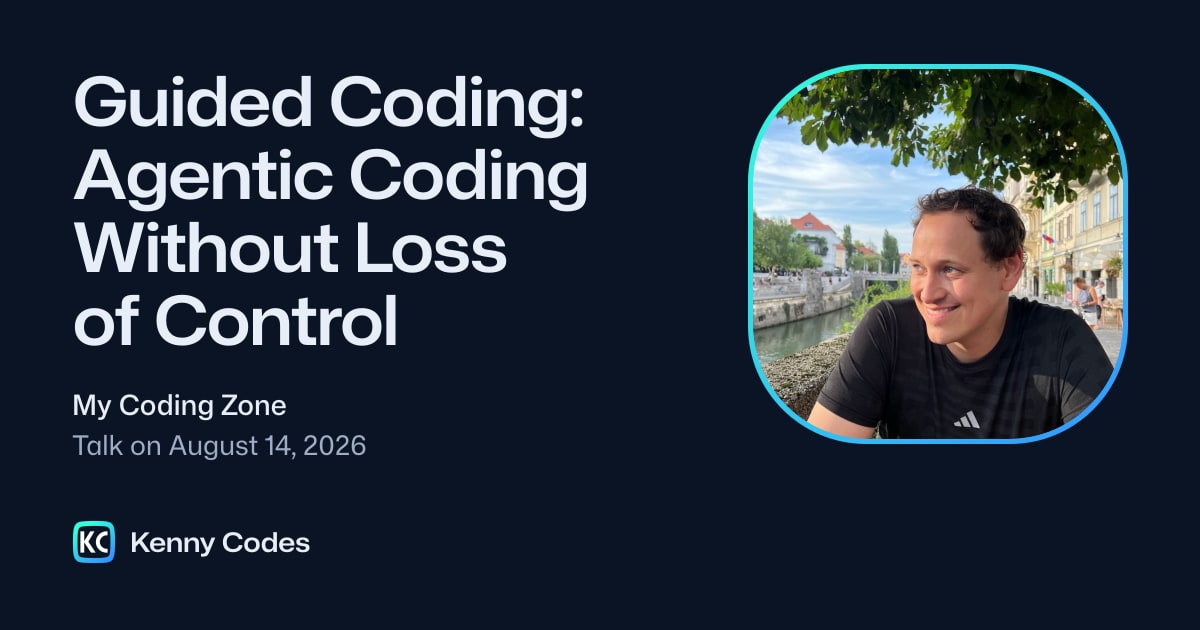 Guided Coding:
Agentic Coding
Without Loss
of Control
My Coding Zone
Talk on August 14, 2026
KC Kenny Codes